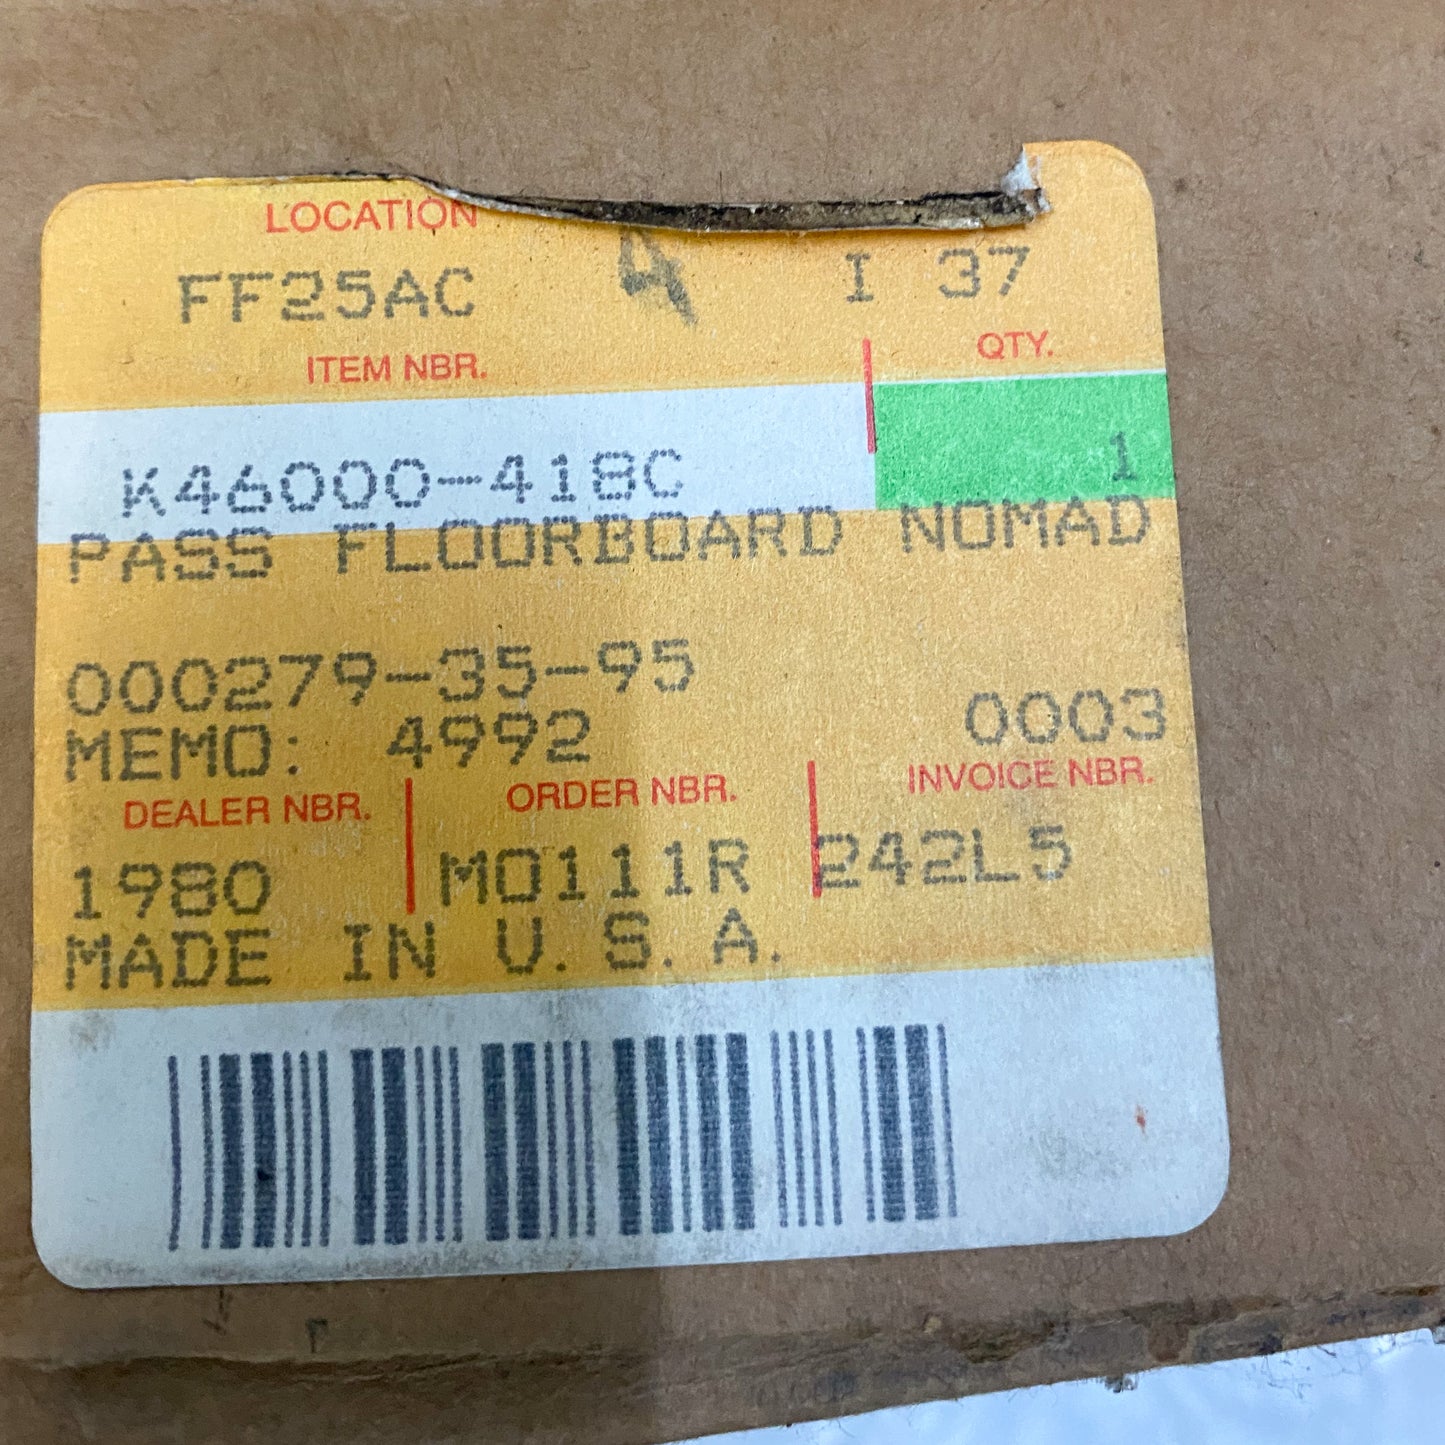 LOCATION
FF25AC 4 I 37
ITEM NBR. QTY.
K46000-418C 1
PASS FLOORBOARD NOMAD
000279-35-95
MEMO: 4992 0003
DEALER NBR. ORDER NBR. INVOICE NBR.
1980 M0111R 242L5
MADE IN U.S.A.